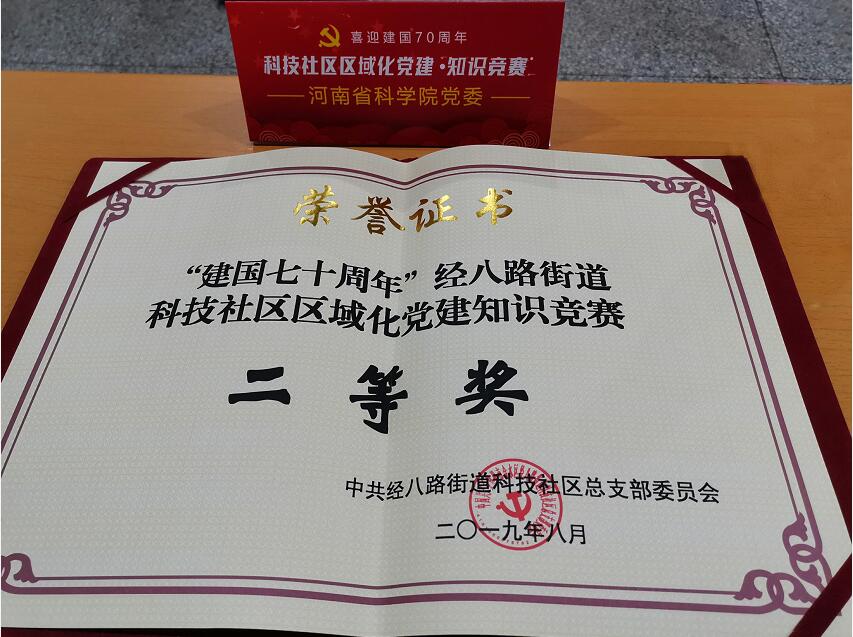 喜迎建国70周年
科技社区区域化党建·知识竞赛
河南省科学院党委
荣誉证书
“建国七十周年”经八路街道
科技社区区域化党建知识竞赛
二等奖
中共经八路街道科技社区总支部委员会
二〇一九年八月